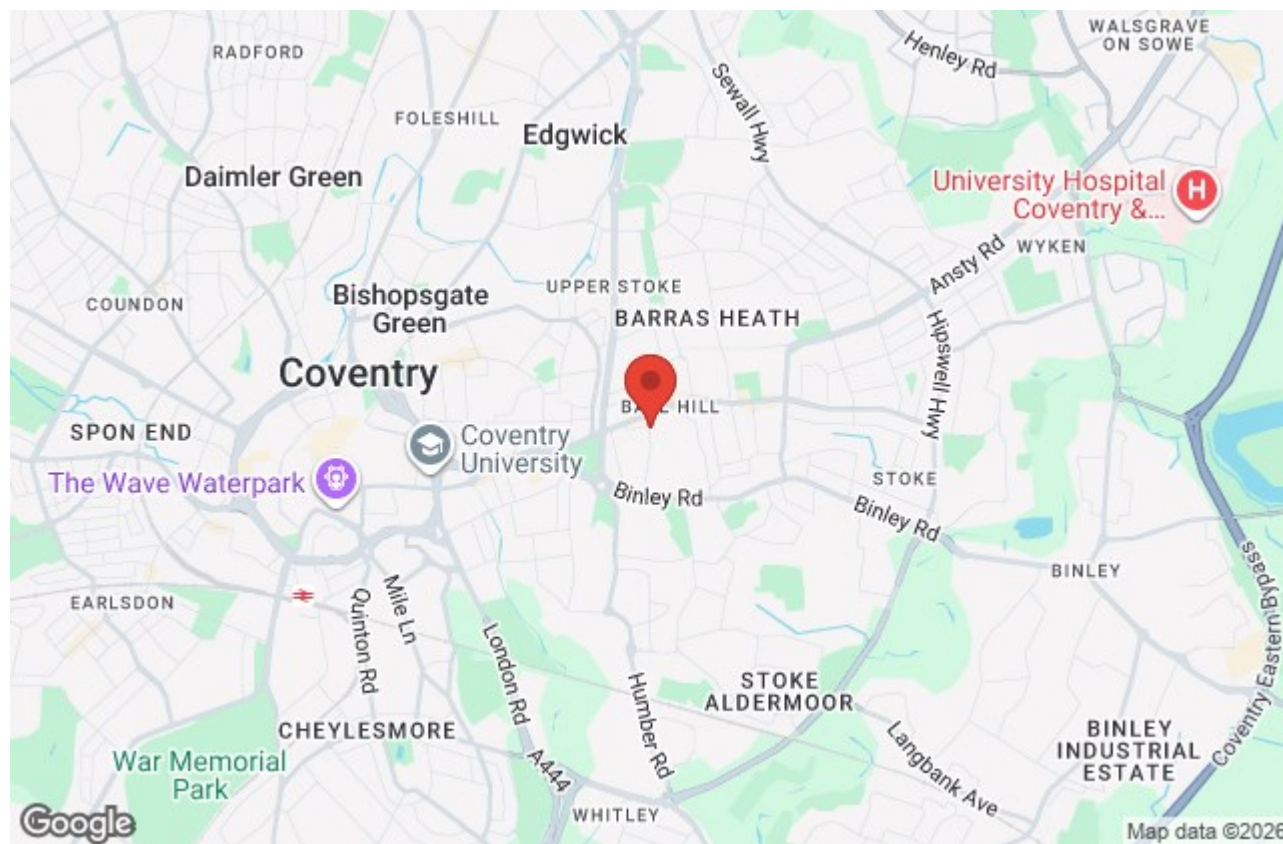 WALSGRAVE
ON SOWE
RADFORD
Henley Rd
Sewall Hwy
FOLESHILL
Edgwick
Daimler Green
University Hospital
Coventry &...
H
WYKEN
Ansty Rd
UPPER STOKE
COUNDON
Bishopsgate
Green
BARRAS HEATH
Hipswell Hwy
Coventry
BALL HILL
SPON END
Coventry
University
The Wave Waterpark
STOKE
Binley Rd
Binley Rd
BINLEY
Coventry Eastern Bypass
EARLSDON
Mile Ln
Quinton Rd
London Rd
Humber Rd
STOKE
ALDERMOOR
CHEYLESMORE
Langbank Ave
BINLEY
INDUSTRIAL
ESTATE
War Memorial
Park
A444
WHITLEY
Google
Map data ©2026